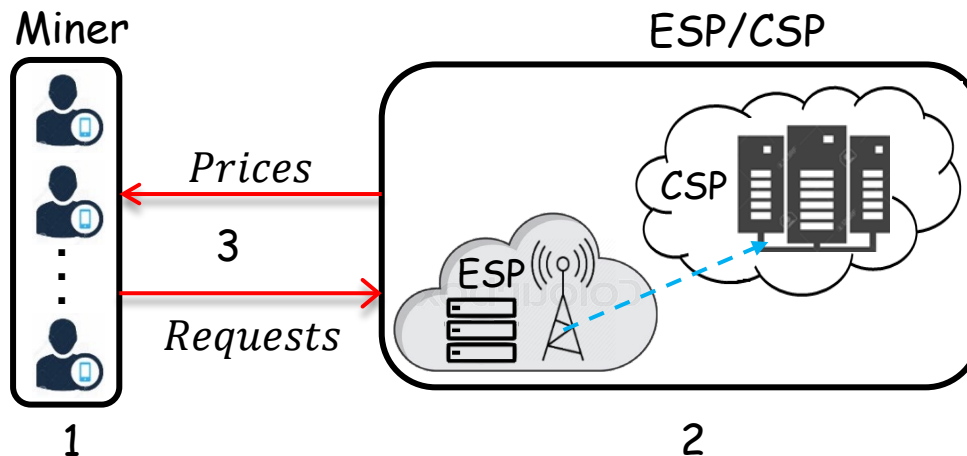 Miner
ESP/CSP
Prices
CSP
3
ESP
Requests
1
2